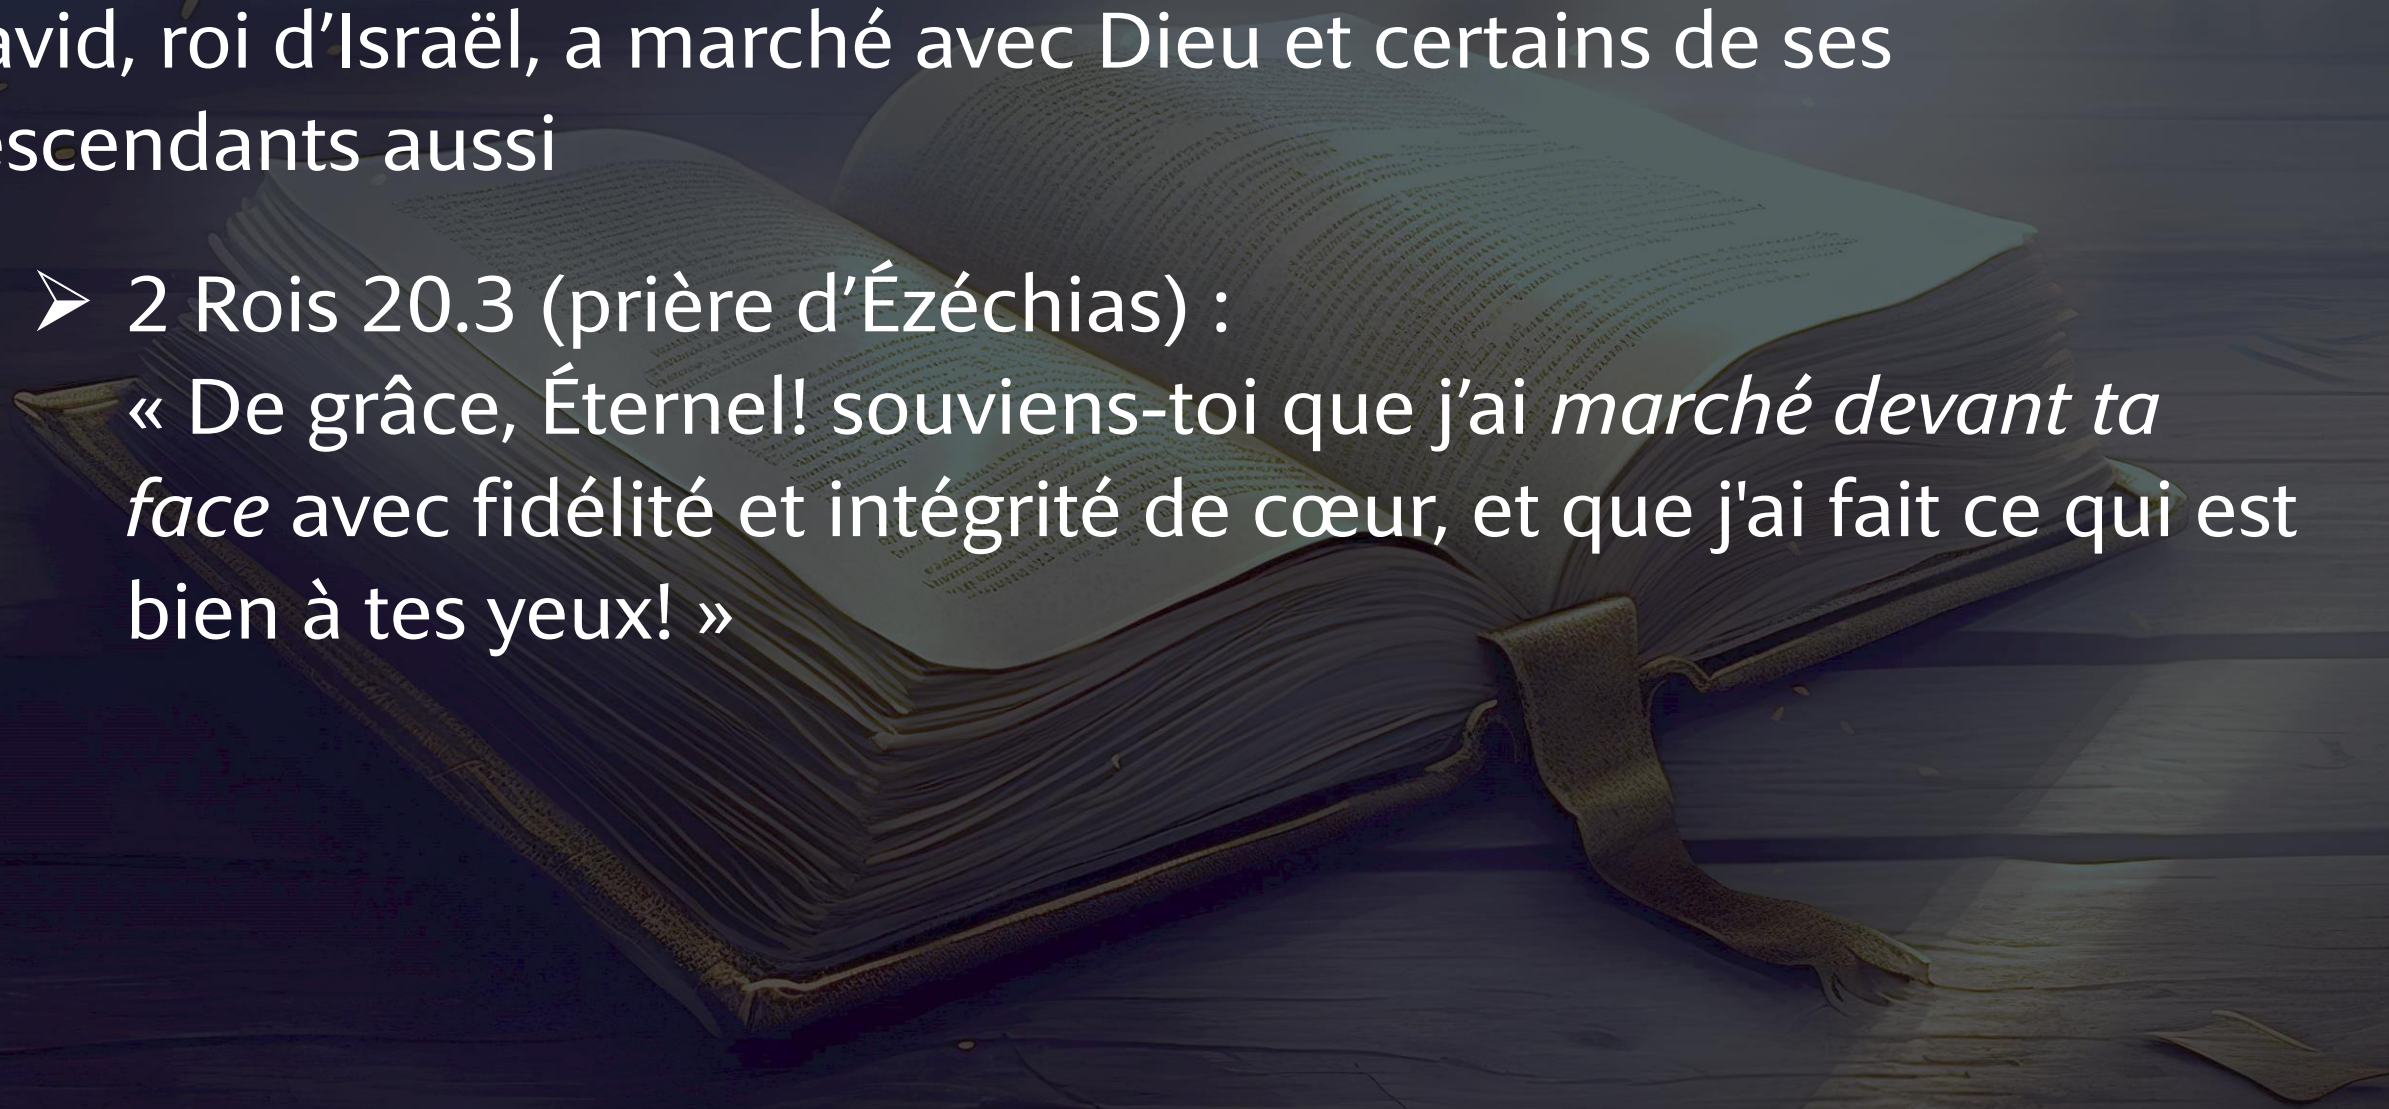 avid, roi d’Israël, a marché avec Dieu et certains de ses
escendants aussi
➢ 2 Rois 20.3 (prière d’Ézéchias) :
« De grâce, Éternel! souviens-toi que j’ai marché devant ta
face avec fidélité et intégrité de cœur, et que j'ai fait ce qui est
bien à tes yeux! »